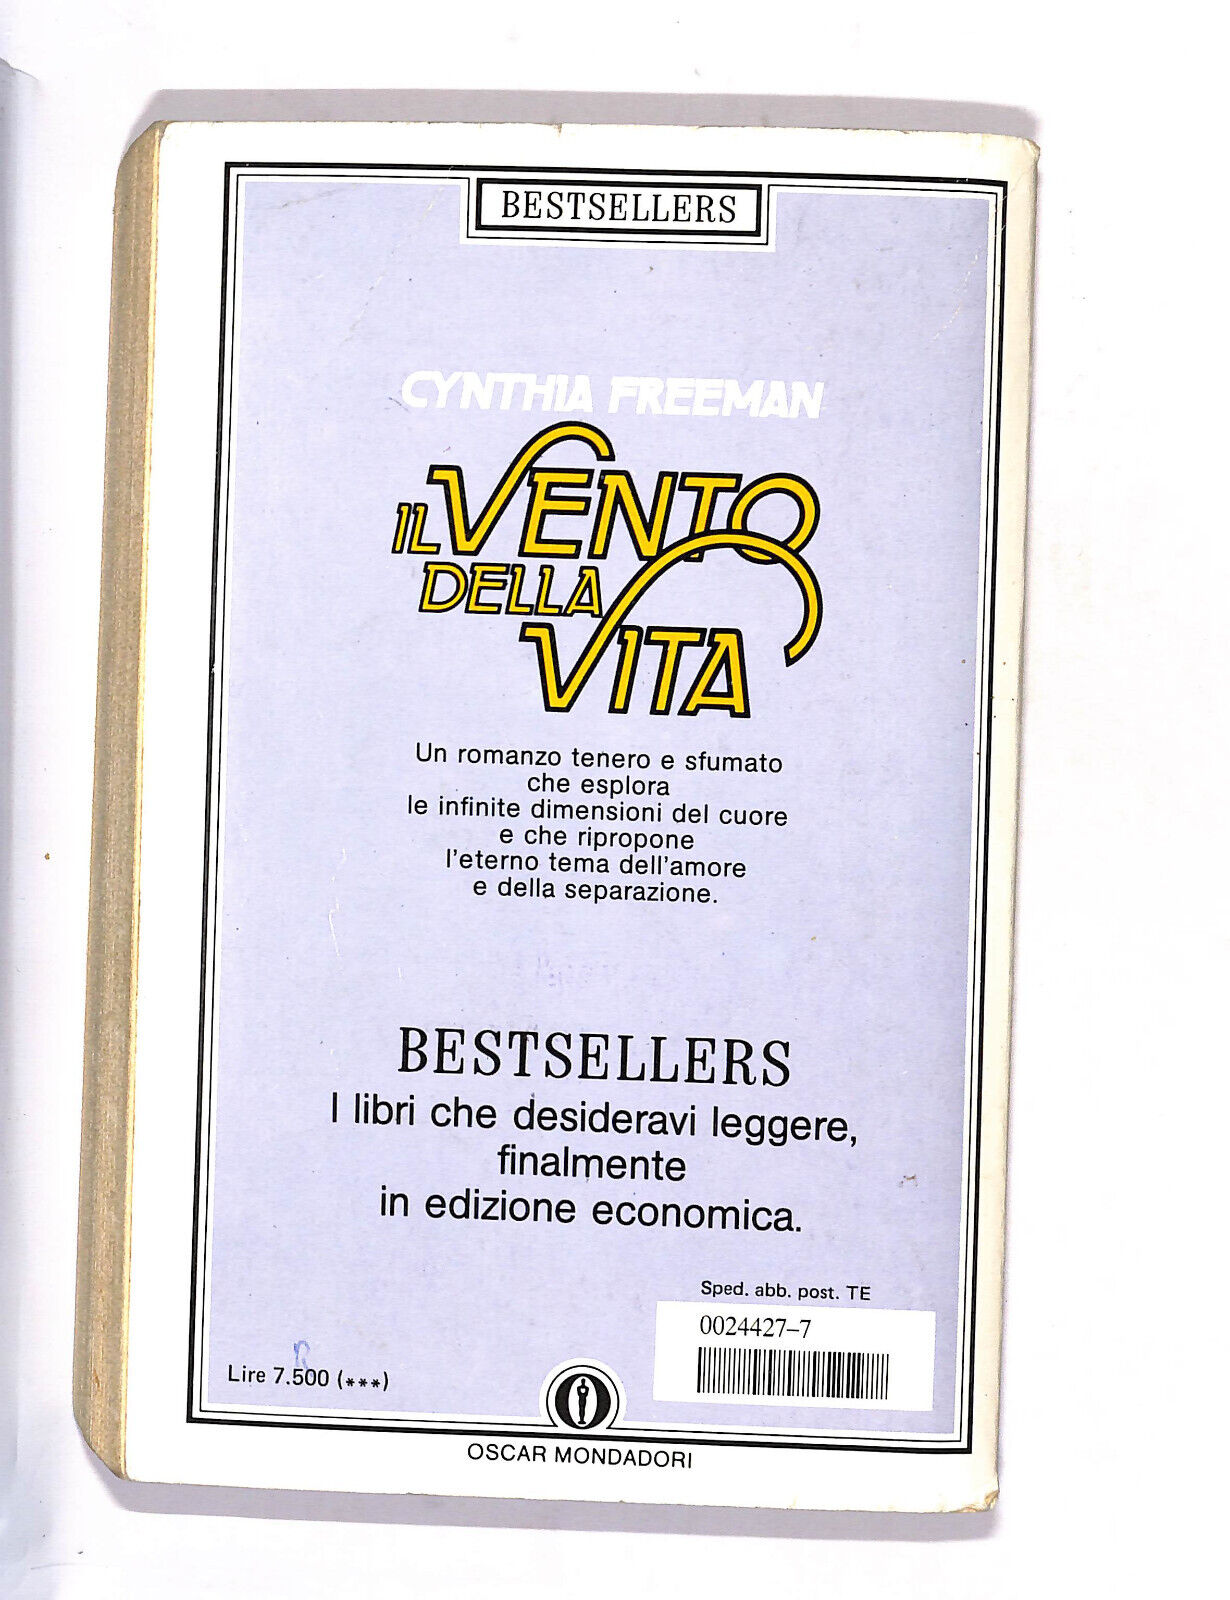 BESTSELLERS
CYNTHIA FREEMAN
IL VENTO
DELLA
VITA
Un romanzo tenero e sfumato
che esplora
le infinite dimensioni del cuore
e che ripropone
l'eterno tema dell'amore
e della separazione.
BESTSELLERS
I libri che desideravi leggere,
finalmente
in edizione economica.
Sped. abb. post. TE
0024427-7
Lire 7.500 (***)
OSCAR MONDADORI